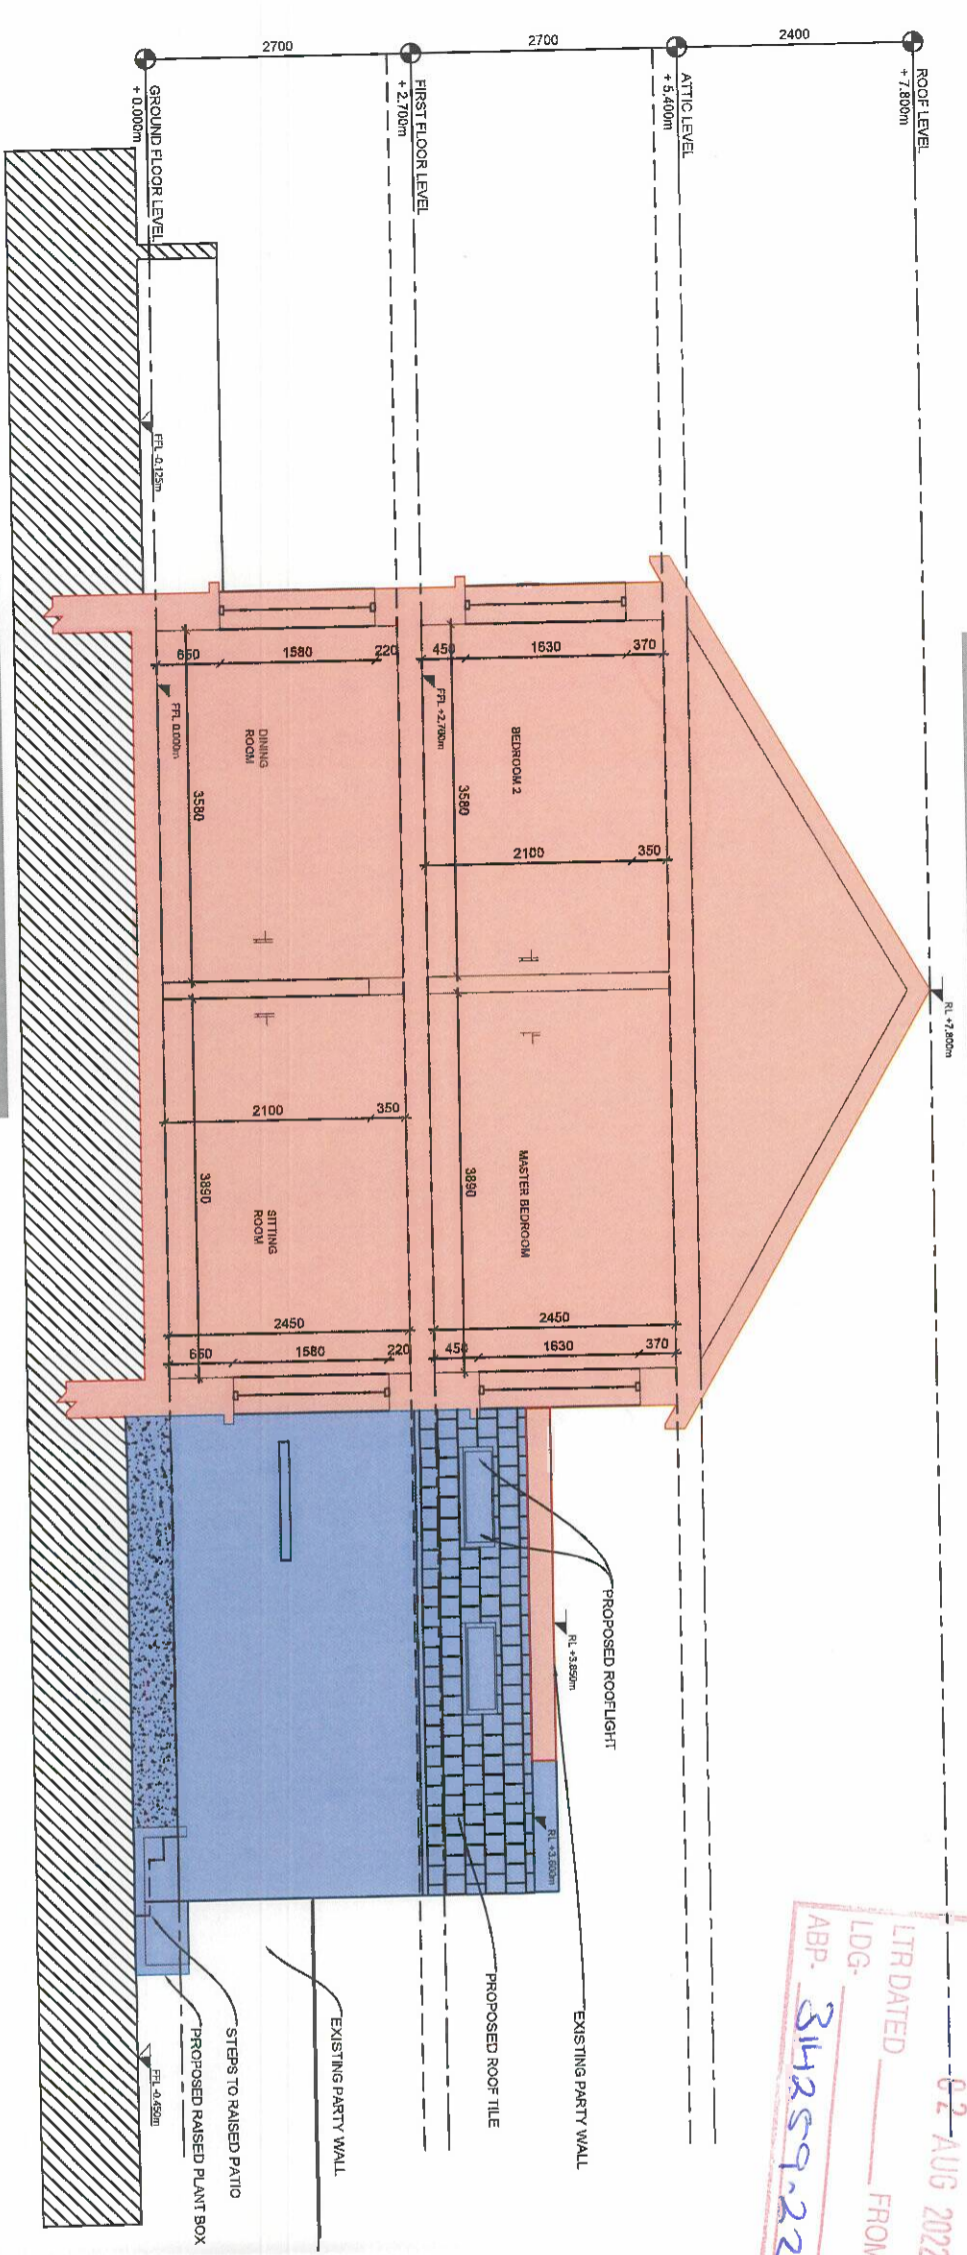 2400
2700
2700
ROOF LEVEL
+ 7.800m
ATTIC LEVEL
+ 5.400m
FIRST FLOOR LEVEL
+ 2.700m
GROUND FLOOR LEVEL
+ 0.000m
FFL -0.125m
RL +7.800m
370
1630
450
220
1580
650
BEDROOM 2
3580
FFL +2.700m
350
2100
DINING
ROOM
3580
FFL 0.000m
MASTER BEDROOM
3890
350
2100
SITTING
ROOM
3890
2450
370
1630
450
2450
220
1580
650
PROPOSED ROOFLIGHT
RL +3.850m
RL +3.600m
EXISTING PARTY WALL
PROPOSED ROOF TILE
EXISTING PARTY WALL
STEPS TO RAISED PATIO
PROPOSED RAISED PLANT BOX
FFL -0.450m
02 AUG 2022
LTR DATED FROM
LDG-
ABP- 314259-22